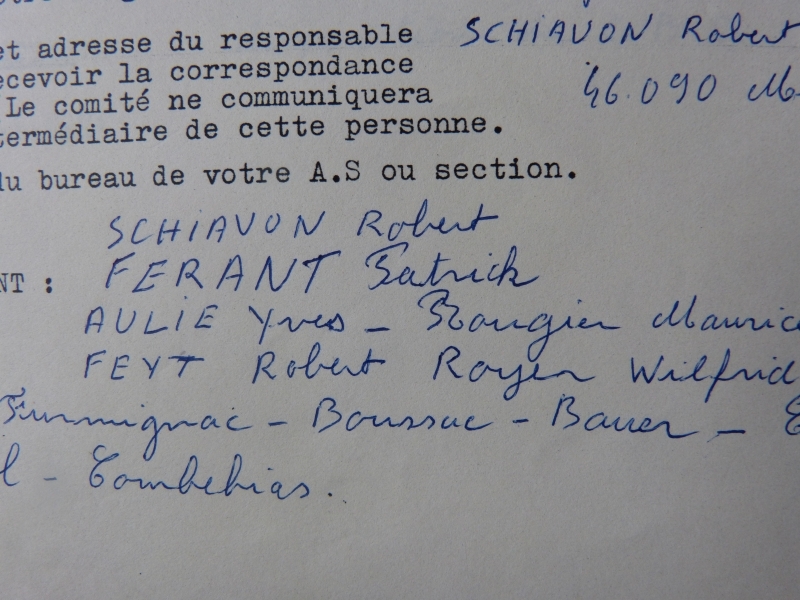 et adresse du responsable SCHIAVON Robert
ecevoir la correspondance
Le comité ne communiquera 46.090
termédiaire de cette personne.
du bureau de votre A.S ou section.
SCHIAVON Robert
NT : FERANT Patrick
AULIE Yves - Rougier Maurice
FEYT Robert Royer Wilfrid
Furmignac - Boussac - Bauer -
l - Combebias.